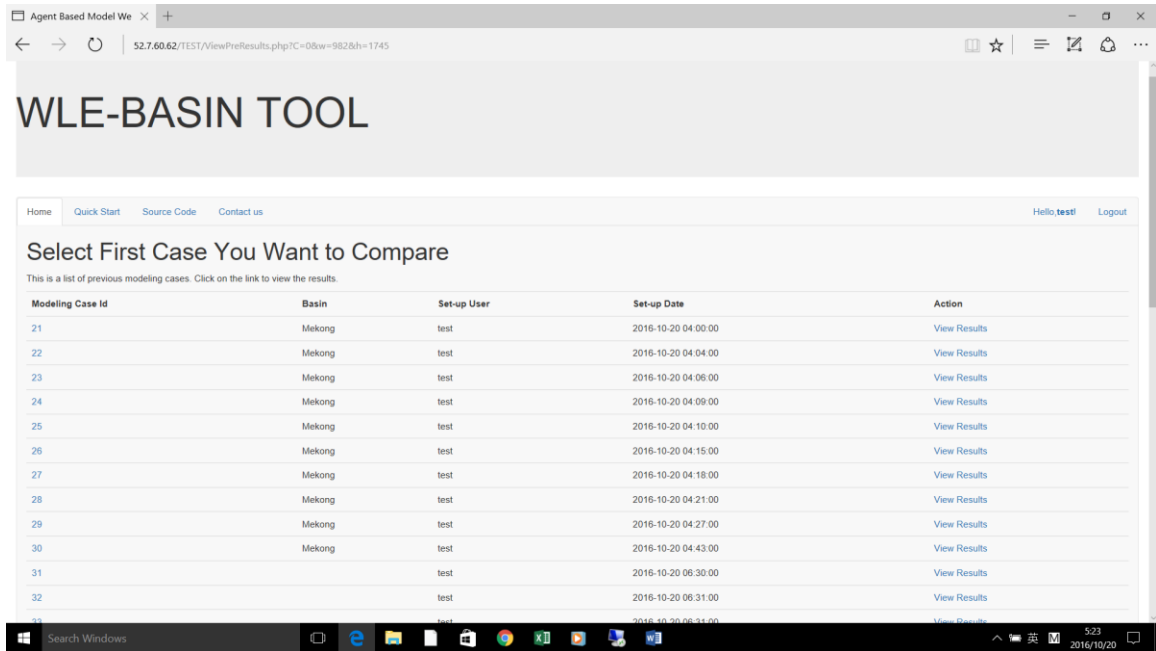 Agent Based Model We
52.7.60.62/TEST/ViewPreResults.php?C=0&w=982&h=1745
WLE-BASIN TOOL
Home Quick Start Source Code Contact us Hello,test! Logout
Select First Case You Want to Compare
This is a list of previous modeling cases. Click on the link to view the results.
Modeling Case Id Basin Set-up User Set-up Date Action
21 Mekong test 2016-10-20 04:00:00 View Results
22 Mekong test 2016-10-20 04:04:00 View Results
23 Mekong test 2016-10-20 04:06:00 View Results
24 Mekong test 2016-10-20 04:09:00 View Results
25 Mekong test 2016-10-20 04:10:00 View Results
26 Mekong test 2016-10-20 04:15:00 View Results
27 Mekong test 2016-10-20 04:18:00 View Results
28 Mekong test 2016-10-20 04:21:00 View Results
29 Mekong test 2016-10-20 04:27:00 View Results
30 Mekong test 2016-10-20 04:43:00 View Results
31 test 2016-10-20 06:30:00 View Results
32 test 2016-10-20 06:31:00 View Results
33 test 2016-10-20 06:31:00 View Results
Search Windows 英 M 5:23
2016/10/20